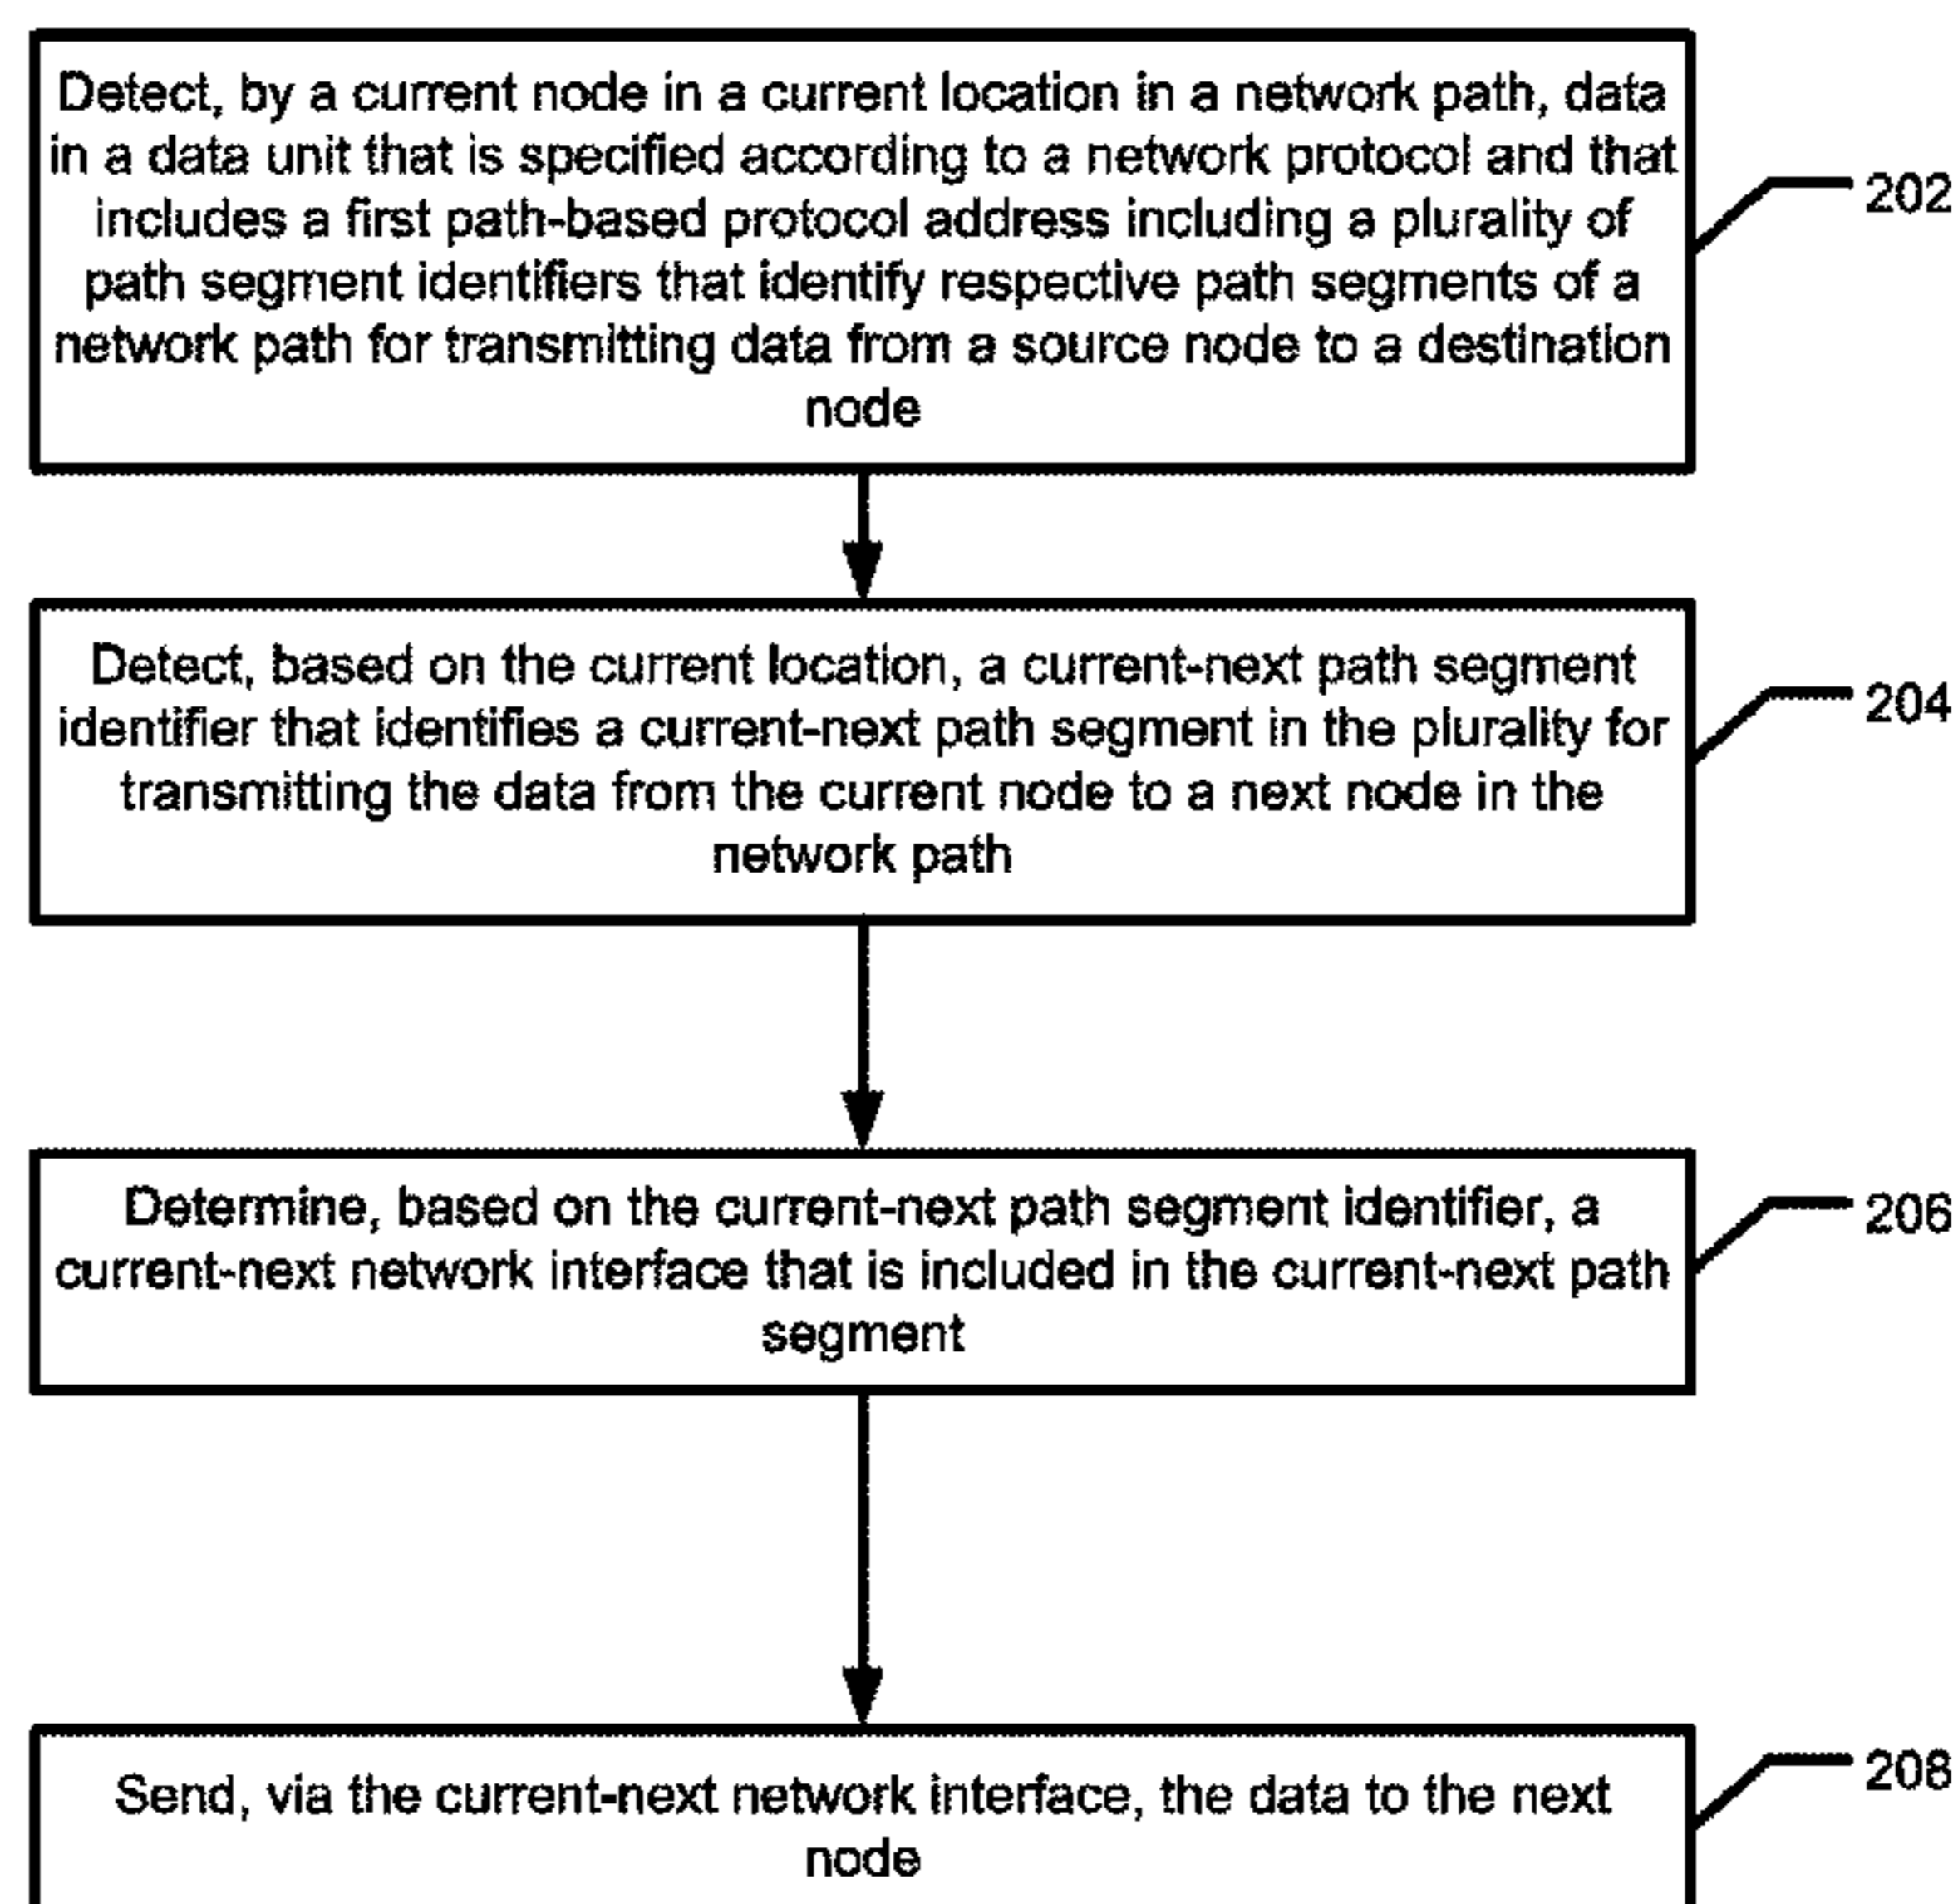 Detect, by a current node in a current location in a network path, data
in a data unit that is specified according to a network protocol and that
includes a first path-based protocol address including a plurality of
path segment identifiers that identify respective path segments of a
network path for transmitting data from a source node to a destination
node
202
Detect, based on the current location, a current-next path segment
identifier that identifies a current-next path segment in the plurality for
transmitting the data from the current node to a next node in the
network path
204
Determine, based on the current-next path segment identifier, a
current-next network interface that is included in the current-next path
segment
206
Send, via the current-next network interface, the data to the next
node
208